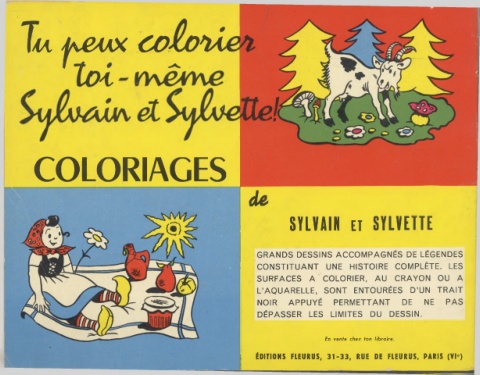 Tu peux colorier
toi-même
Sylvain et Sylvette!
COLORIAGES
de
SYLVAIN ET SYLVETTE
GRANDS DESSINS ACCOMPAGNÉS DE LÉGENDES
CONSTITUANT UNE HISTOIRE COMPLÈTE. LES
SURFACES A COLORIER, AU CRAYON OU A
L'AQUARELLE, SONT ENTOURÉES D'UN TRAIT
NOIR APPUYÉ PERMETTANT DE NE PAS
DÉPASSER LES LIMITES DU DESSIN.
En vente chez ton libraire.
ÉDITIONS FLEURUS, 31-33, RUE DE FLEURUS, PARIS (VIe)